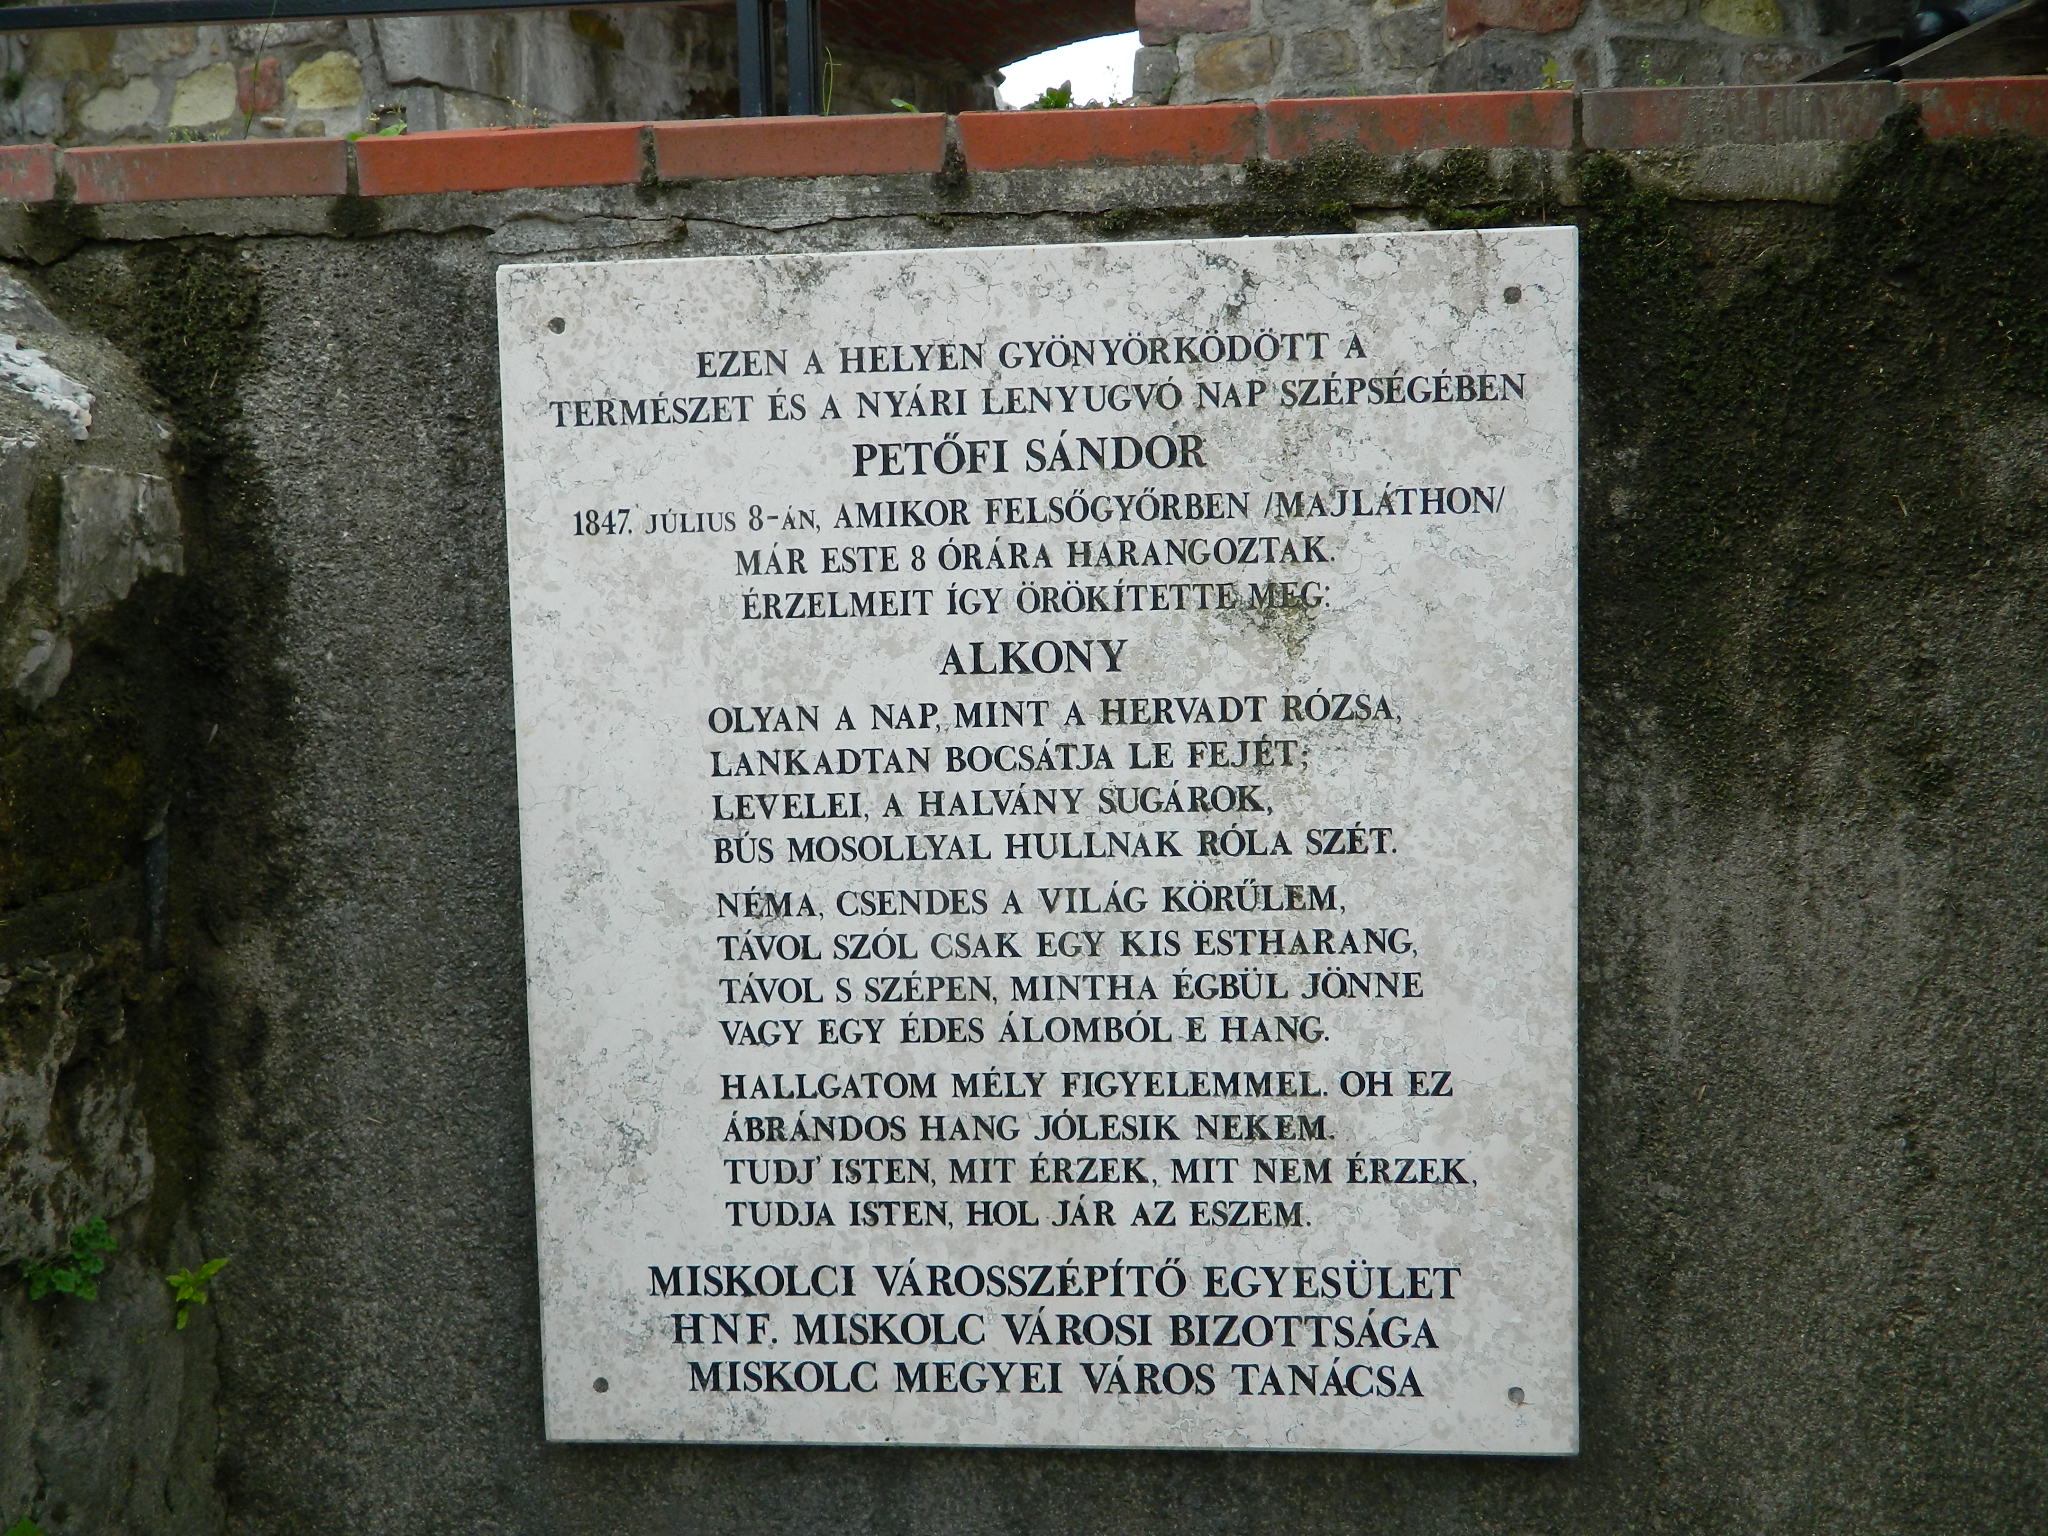 EZEN A HELYEN GYÖNYÖRKÖDÖTT A
TERMÉSZET ÉS A NYÁRI LENYUGVÓ NAP SZÉPSÉGÉBEN
PETŐFI SÁNDOR
1847. JÚLIUS 8-ÁN, AMIKOR FELSŐGYŐRBEN /MAJLÁTHON/
MÁR ESTE 8 ÓRÁRA HARANGOZTAK.
ÉRZELMEIT ÍGY ÖRÖKÍTETTE MEG:
ALKONY
OLYAN A NAP, MINT A HERVADT RÓZSA,
LANKADTAN BOCSÁTJA LE FEJÉT;
LEVELEI, A HALVÁNY SUGÁROK,
BÚS MOSOLLYAL HULLNAK RÓLA SZÉT.
NÉMA, CSENDES A VILÁG KÖRŰLEM,
TÁVOL SZÓL CSAK EGY KIS ESTHARANG,
TÁVOL S SZÉPEN, MINTHA ÉGBÜL JÖNNE
VAGY EGY ÉDES ÁLOMBÓL E HANG.
HALLGATOM MÉLY FIGYELEMMEL. OH EZ
ÁBRÁNDOS HANG JÓLESIK NEKEM.
TUDJ' ISTEN, MIT ÉRZEK, MIT NEM ÉRZEK,
TUDJA ISTEN, HOL JÁR AZ ESZEM.
MISKOLCI VÁROSSZÉPÍTŐ EGYESÜLET
HNF. MISKOLC VÁROSI BIZOTTSÁGA
MISKOLC MEGYEI VÁROS TANÁCSA